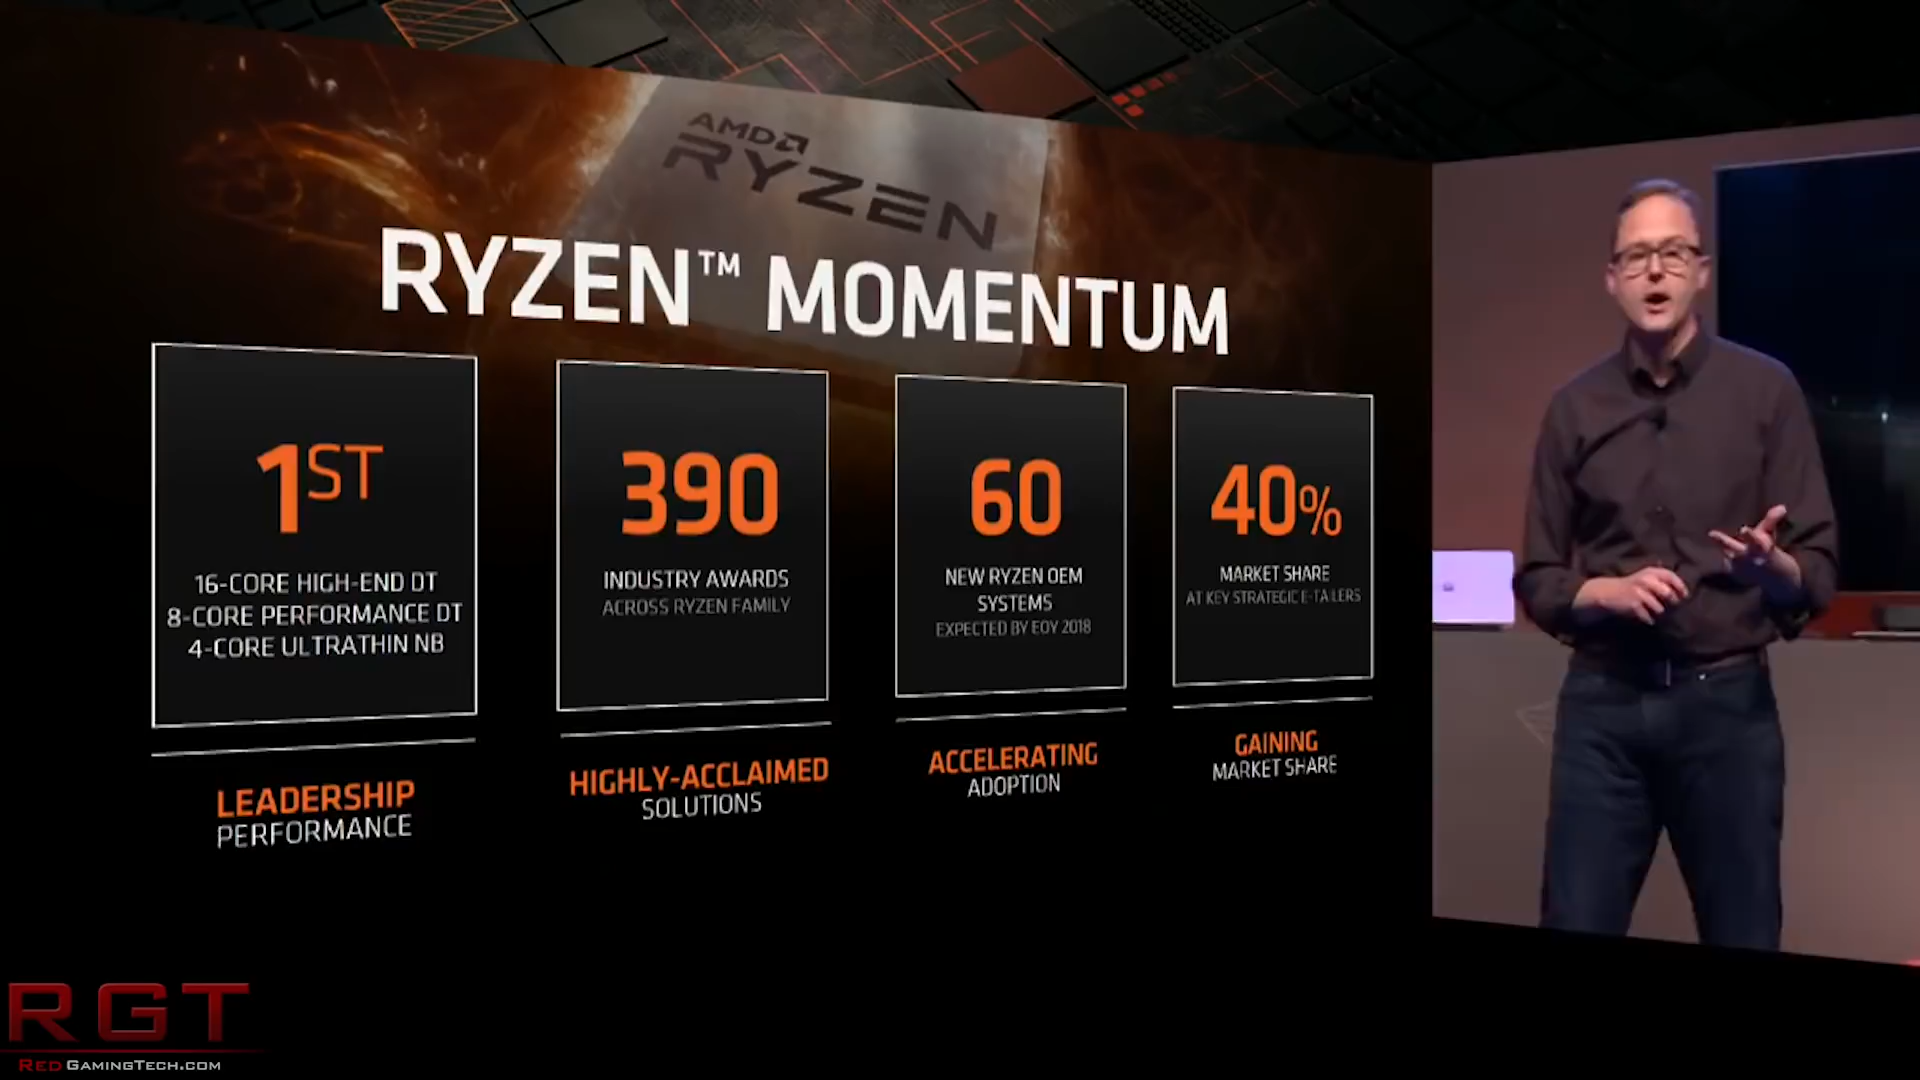 AMD
RYZEN
RYZEN™ MOMENTUM
1ST
16-CORE HIGH-END DT
8-CORE PERFORMANCE DT
4-CORE ULTRATHIN NB
LEADERSHIP
PERFORMANCE
390
INDUSTRY AWARDS
ACROSS RYZEN FAMILY
HIGHLY-ACCLAIMED
SOLUTIONS
60
NEW RYZEN OEM
SYSTEMS
EXPECTED BY EOY 2018
ACCELERATING
ADOPTION
40%
MARKET SHARE
AT KEY STRATEGIC E-TAILERS
GAINING
MARKET SHARE
RGT
REDGAMINGTECH.COM